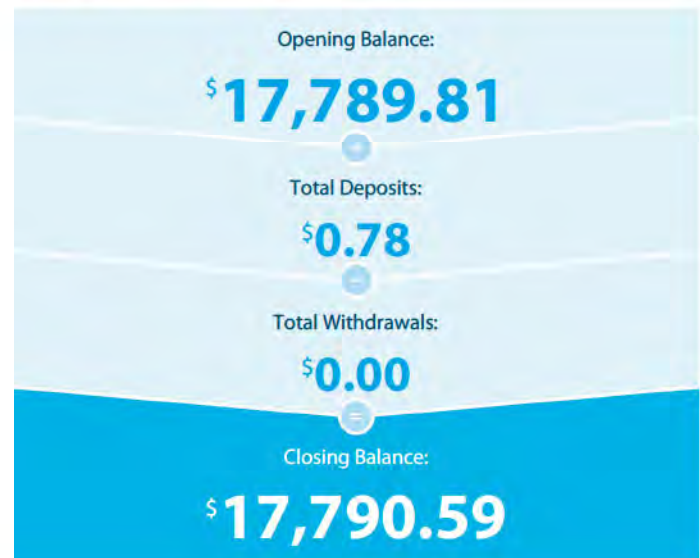 Opening Balance:
$17,789.81
+
Total Deposits:
$0.78
−
Total Withdrawals:
$0.00
=
Closing Balance:
$17,790.59